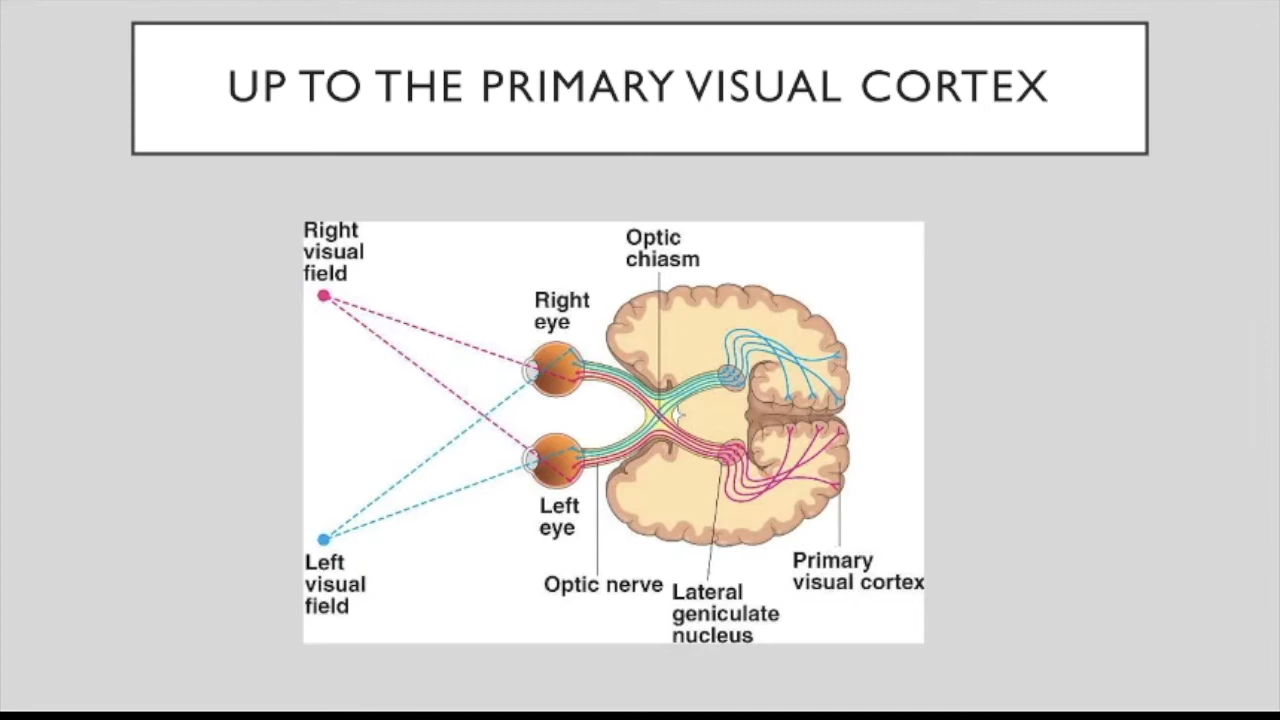 UP TO THE PRIMARY VISUAL CORTEX
Right
visual
field
Optic
chiasm
Right
eye
Left
eye
Left
visual
field
Optic nerve
Lateral
geniculate
nucleus
Primary
visual cortex